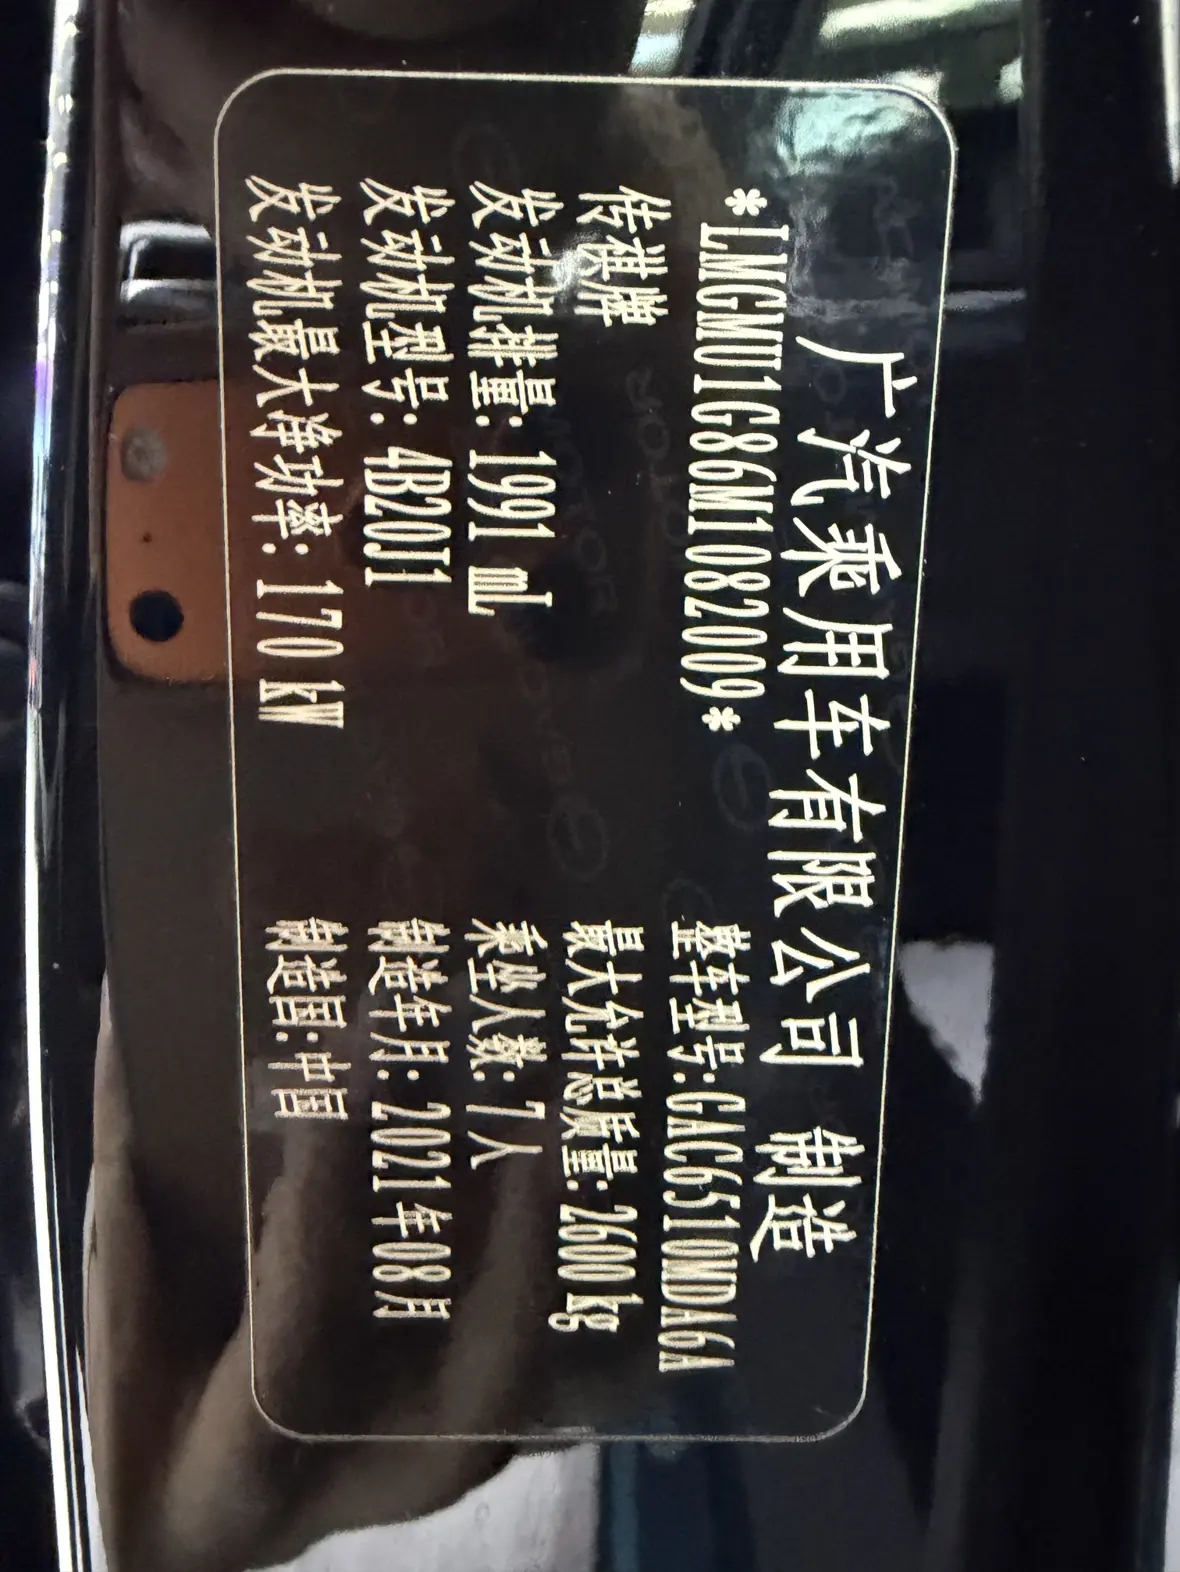 广汽乘用车有限公司 制造
*LMGMU1G86M1082009*
传祺牌
发动机排量: 1991 mL
发动机型号: 4B20J1
发动机最大净功率: 170 kW
整车型号: GAC6510MDA6A
最大允许总质量: 2600 kg
乘坐人数: 7人
制造年月: 2021年08月
制造国: 中国